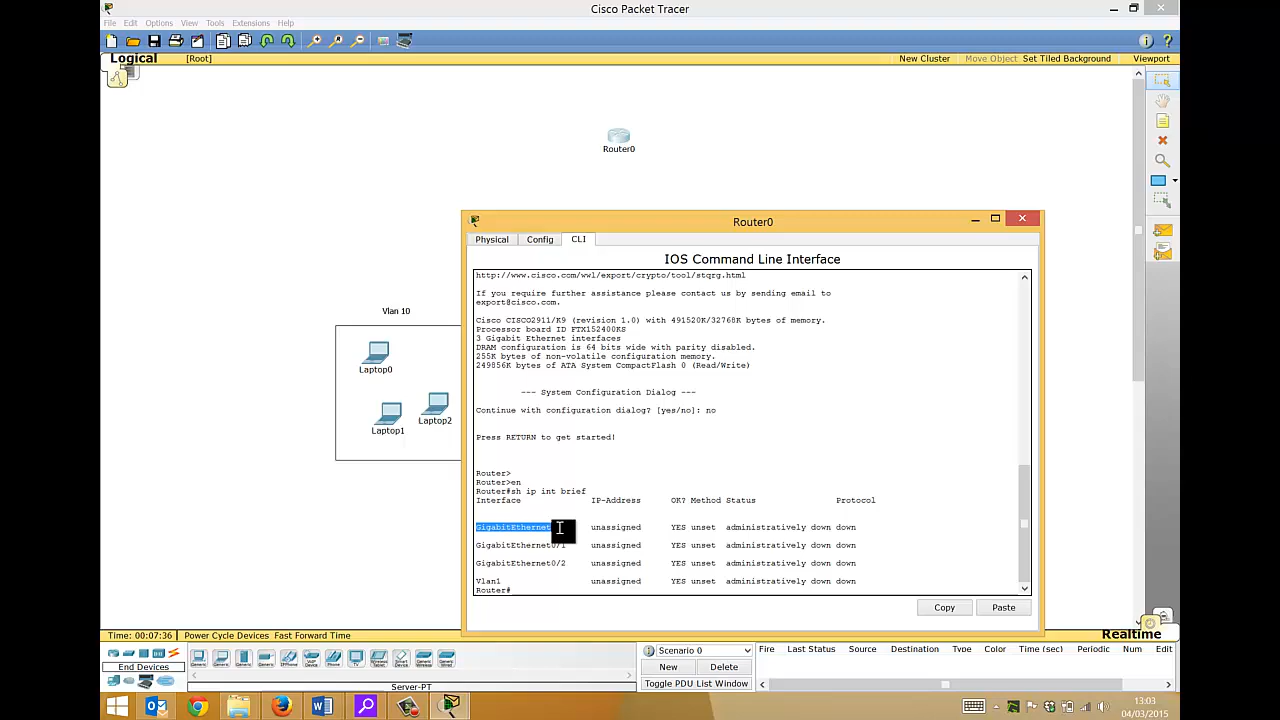 Cisco Packet Tracer
File Edit Options View Tools Extensions Help
Logical [Root] New Cluster Move Object Set Tiled Background Viewport
Router0
Router0
Physical Config CLI
IOS Command Line Interface
http://www.cisco.com/wwl/export/crypto/tool/stqrg.html
If you require further assistance please contact us by sending email to
export@cisco.com.
Cisco CISCO2911/K9 (revision 1.0) with 491520K/32768K bytes of memory.
Processor board ID FTX152400KS
3 Gigabit Ethernet interfaces
DRAM configuration is 64 bits wide with parity disabled.
255K bytes of non-volatile configuration memory.
249856K bytes of ATA System CompactFlash 0 (Read/Write)
--- System Configuration Dialog ---
Continue with configuration dialog? [yes/no]: no
Press RETURN to get started!
Router>
Router>en
Router#sh ip int brief
Interface IP-Address OK? Method Status Protocol
GigabitEthernet unassigned YES unset administratively down down
GigabitEthernet0/1 unassigned YES unset administratively down down
GigabitEthernet0/2 unassigned YES unset administratively down down
Vlan1 unassigned YES unset administratively down down
Router#
Copy Paste
Vlan 10
Laptop0
Laptop2
Laptop1
Time: 00:07:36 Power Cycle Devices Fast Forward Time Realtime
End Devices
Server-PT
Scenario 0
New Delete
Toggle PDU List Window
Fire Last Status Source Destination Type Color Time (sec) Periodic Num Edit
13:03
04/03/2015